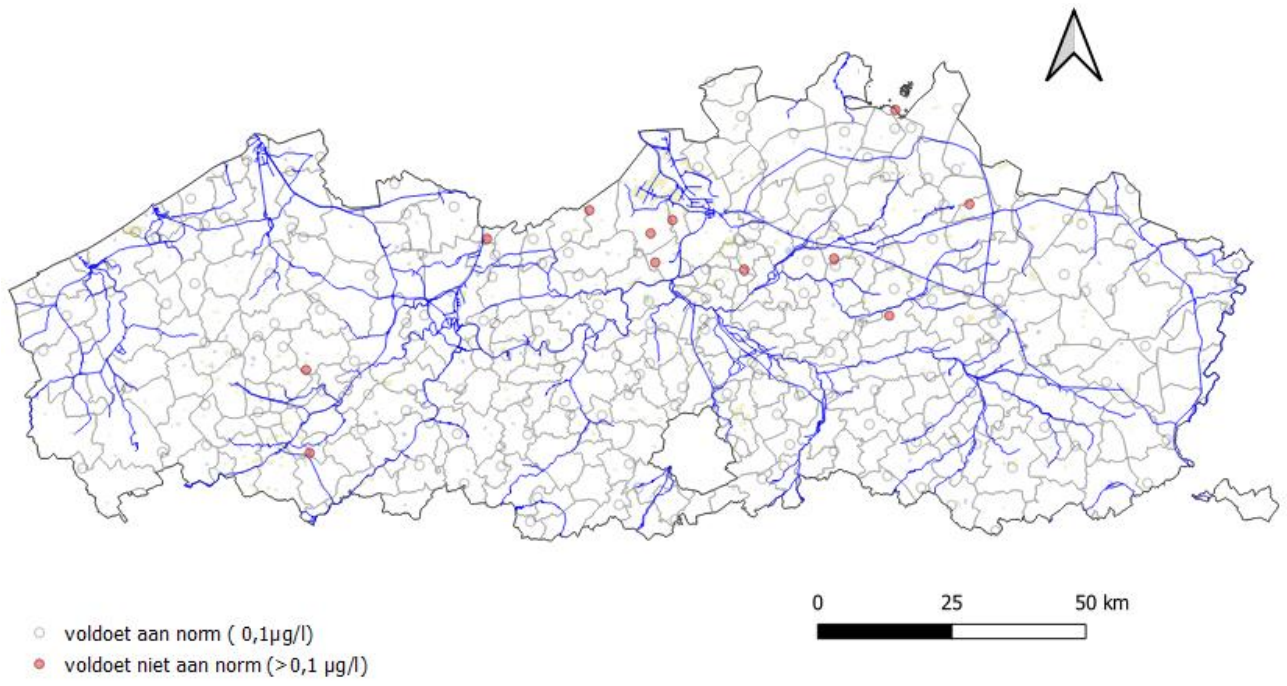 0 25 50 km
voldoet aan norm ( 0,1µg/l)
voldoet niet aan norm (>0,1 µg/l)